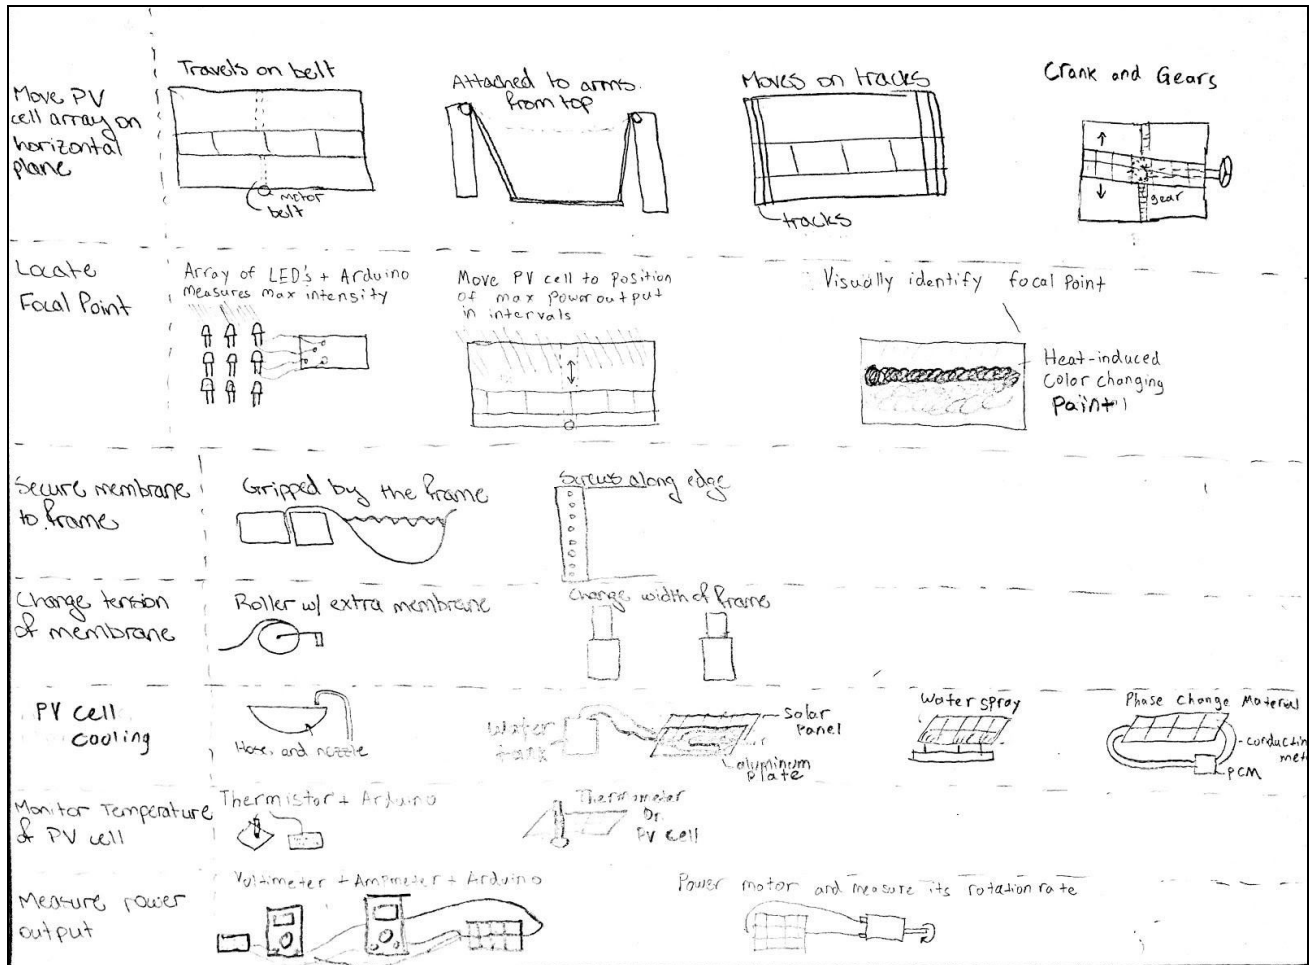 Move PV
cell array on
horizontal
plane
Travels on belt
motor
belt
Attached to arms
from top
Moves on tracks
tracks
Crank and Gears
gear
Locate
Focal Point
Array of LED's + Arduino
measures max intensity
Move PV cell to position
of max power output
in intervals
Visually identify focal point
Heat-induced
color changing
paint
Secure membrane
to frame
Gripped by the frame
Screws along edge
Change tension
of membrane
Roller w/ extra membrane
Change width of frame
PV cell
cooling
Hose and nozzle
Water
tank
Solar
Panel
aluminum
plate
Water spray
Phase Change Material
conducting
PCM
Monitor Temperature
of PV cell
Thermistor + Arduino
Thermometer
On
PV cell
Measure power
output
Voltimeter + Ampmeter + Arduino
Power motor and measure its rotation rate